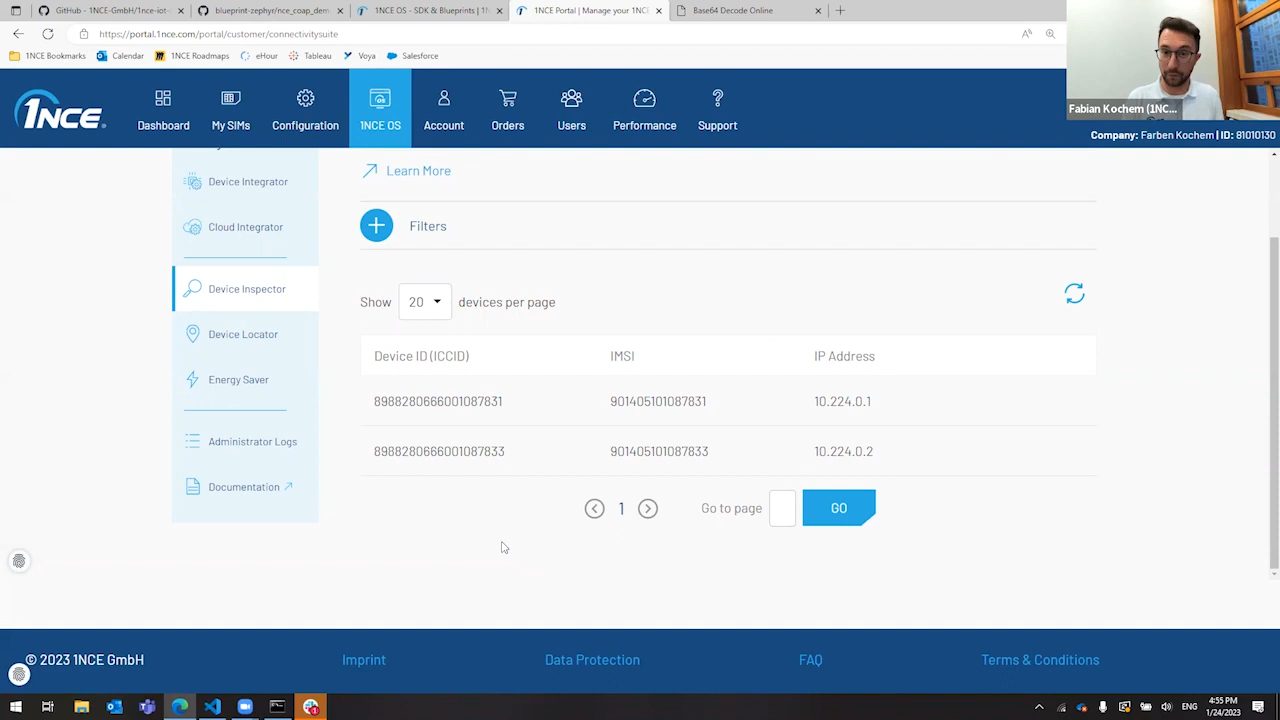 GitHub - 1NCE-GmbH/1nce-iot-
blueprint-zephyr/nce_coap_demo
1NCE OS - SDK & Blueprints | 1N
1NCE Portal | Manage your 1NCE
Base64 Decode Online
https://portal.1nce.com/portal/customer/connectivitysuite
1NCE Bookmarks
Calendar
1NCE Roadmaps
eHour
Tableau
Voya
Salesforce
Fabian Kochem (1NC...
1NCE
Dashboard
My SIMs
Configuration
1NCE OS
Account
Orders
Users
Performance
Support
Company: Farben Kochem | ID: 81010130
Device Integrator
Cloud Integrator
Device Inspector
Device Locator
Energy Saver
Administrator Logs
Documentation
Learn More
Filters
Show 20 devices per page
Device ID (ICCID) IMSI IP Address
8988280666001087831 901405101087831 10.224.0.1
8988280666001087833 901405101087833 10.224.0.2
1 Go to page GO
© 2023 1NCE GmbH
Imprint
Data Protection
FAQ
Terms & Conditions
ENG
4:55 PM
1/24/2023